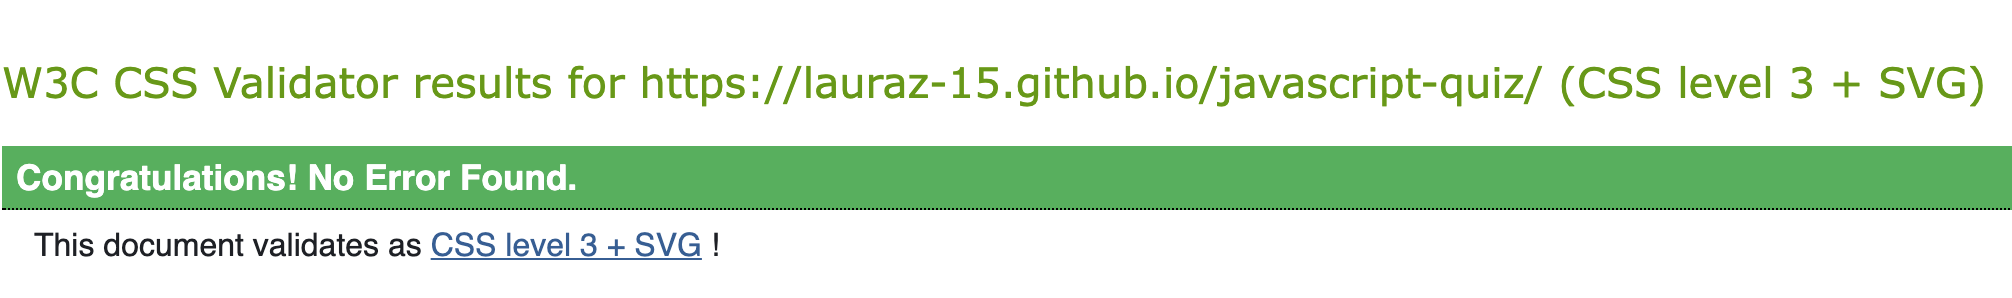 W3C CSS Validator results for https://lauraz-15.github.io/javascript-quiz/ (CSS level 3 + SVG)
Congratulations! No Error Found.
This document validates as CSS level 3 + SVG !